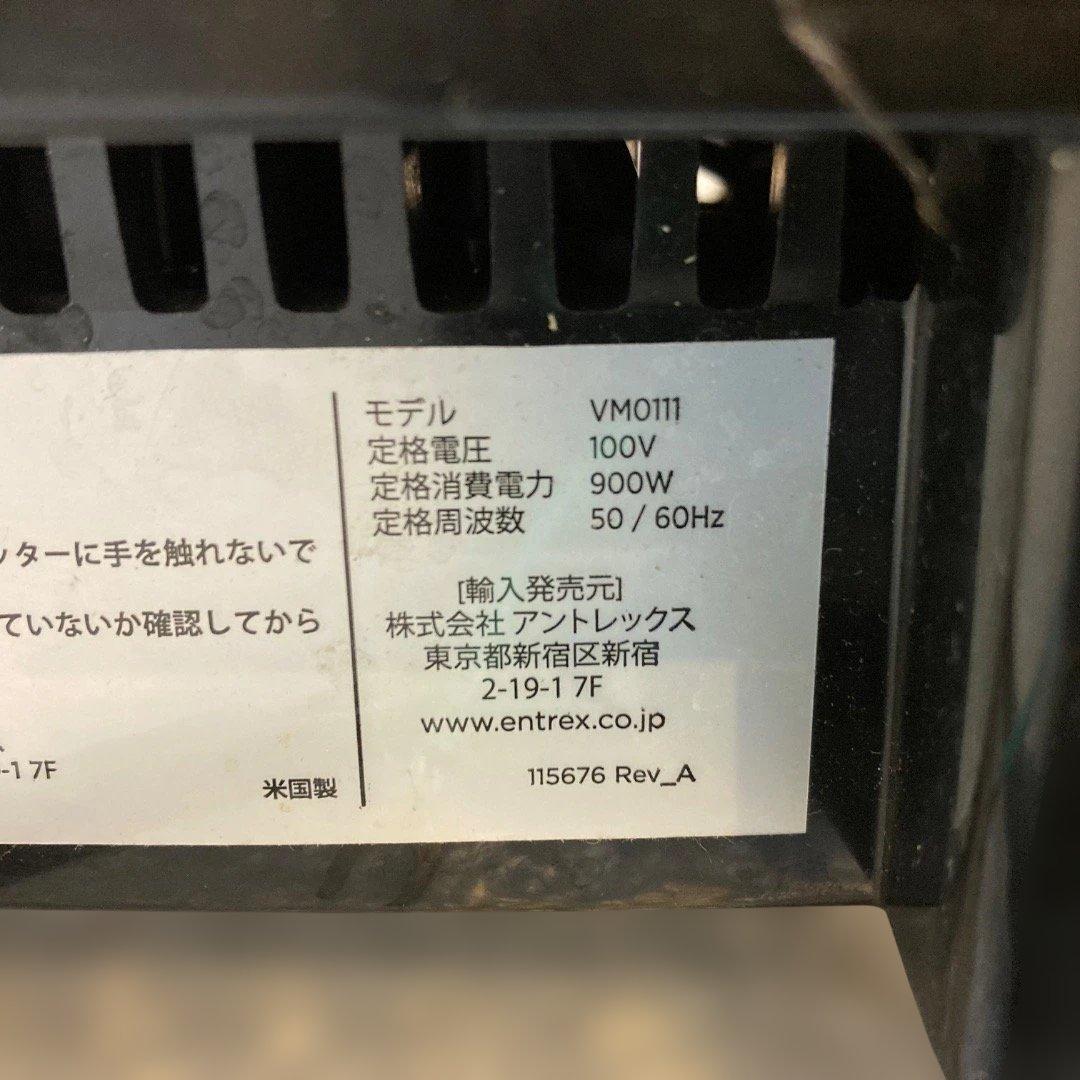 ッターに手を触れないで
ていないか確認してから
-1 7F
米国製
モデル VM0111
定格電圧 100V
定格消費電力 900W
定格周波数 50 / 60Hz
[輸入発売元]
株式会社 アントレックス
東京都新宿区新宿
2-19-1 7F
www.entrex.co.jp
115676 Rev_A